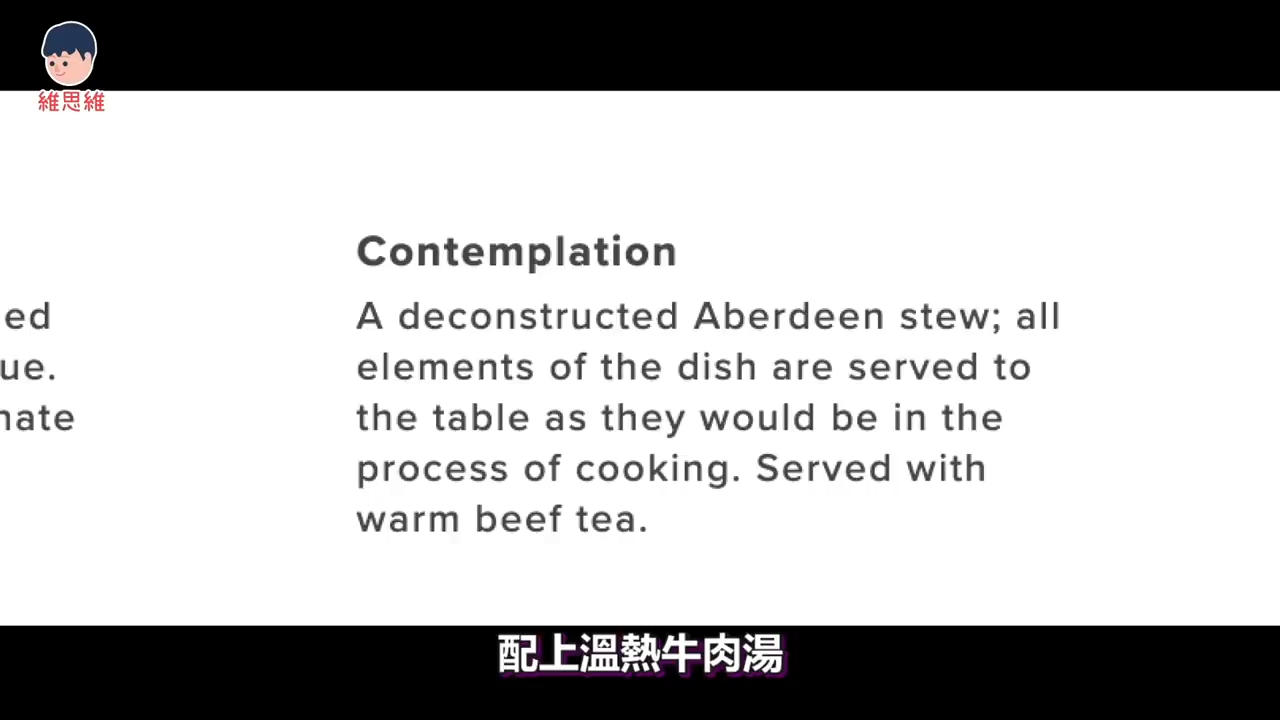 維思維
Contemplation
A deconstructed Aberdeen stew; all
elements of the dish are served to
the table as they would be in the
process of cooking. Served with
warm beef tea.
ed
ue.
nate
配上溫熱牛肉湯